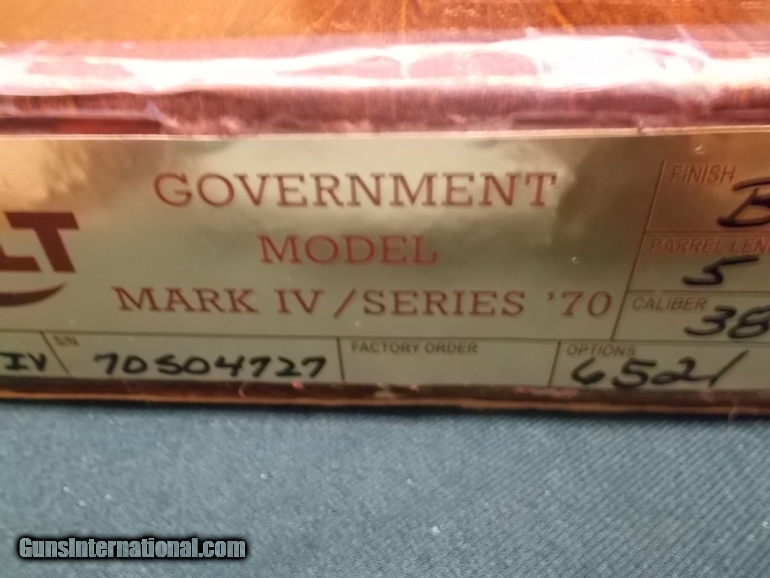 GOVERNMENT
MODEL
MARK IV / SERIES '70
LT
FINISH
B
BARREL LEN
5
CALIBER
38
IV
SN
70S04727
FACTORY ORDER
OPTIONS
6521
GunsInternational.com